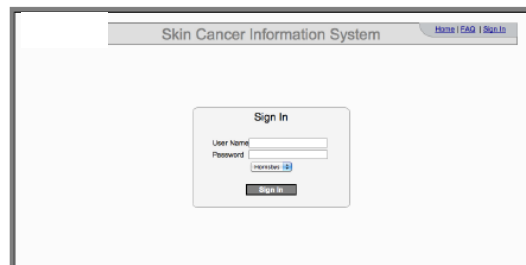 Skin Cancer Information System
Home | FAQ | Sign In
Sign In
User Name
Password
Sign In